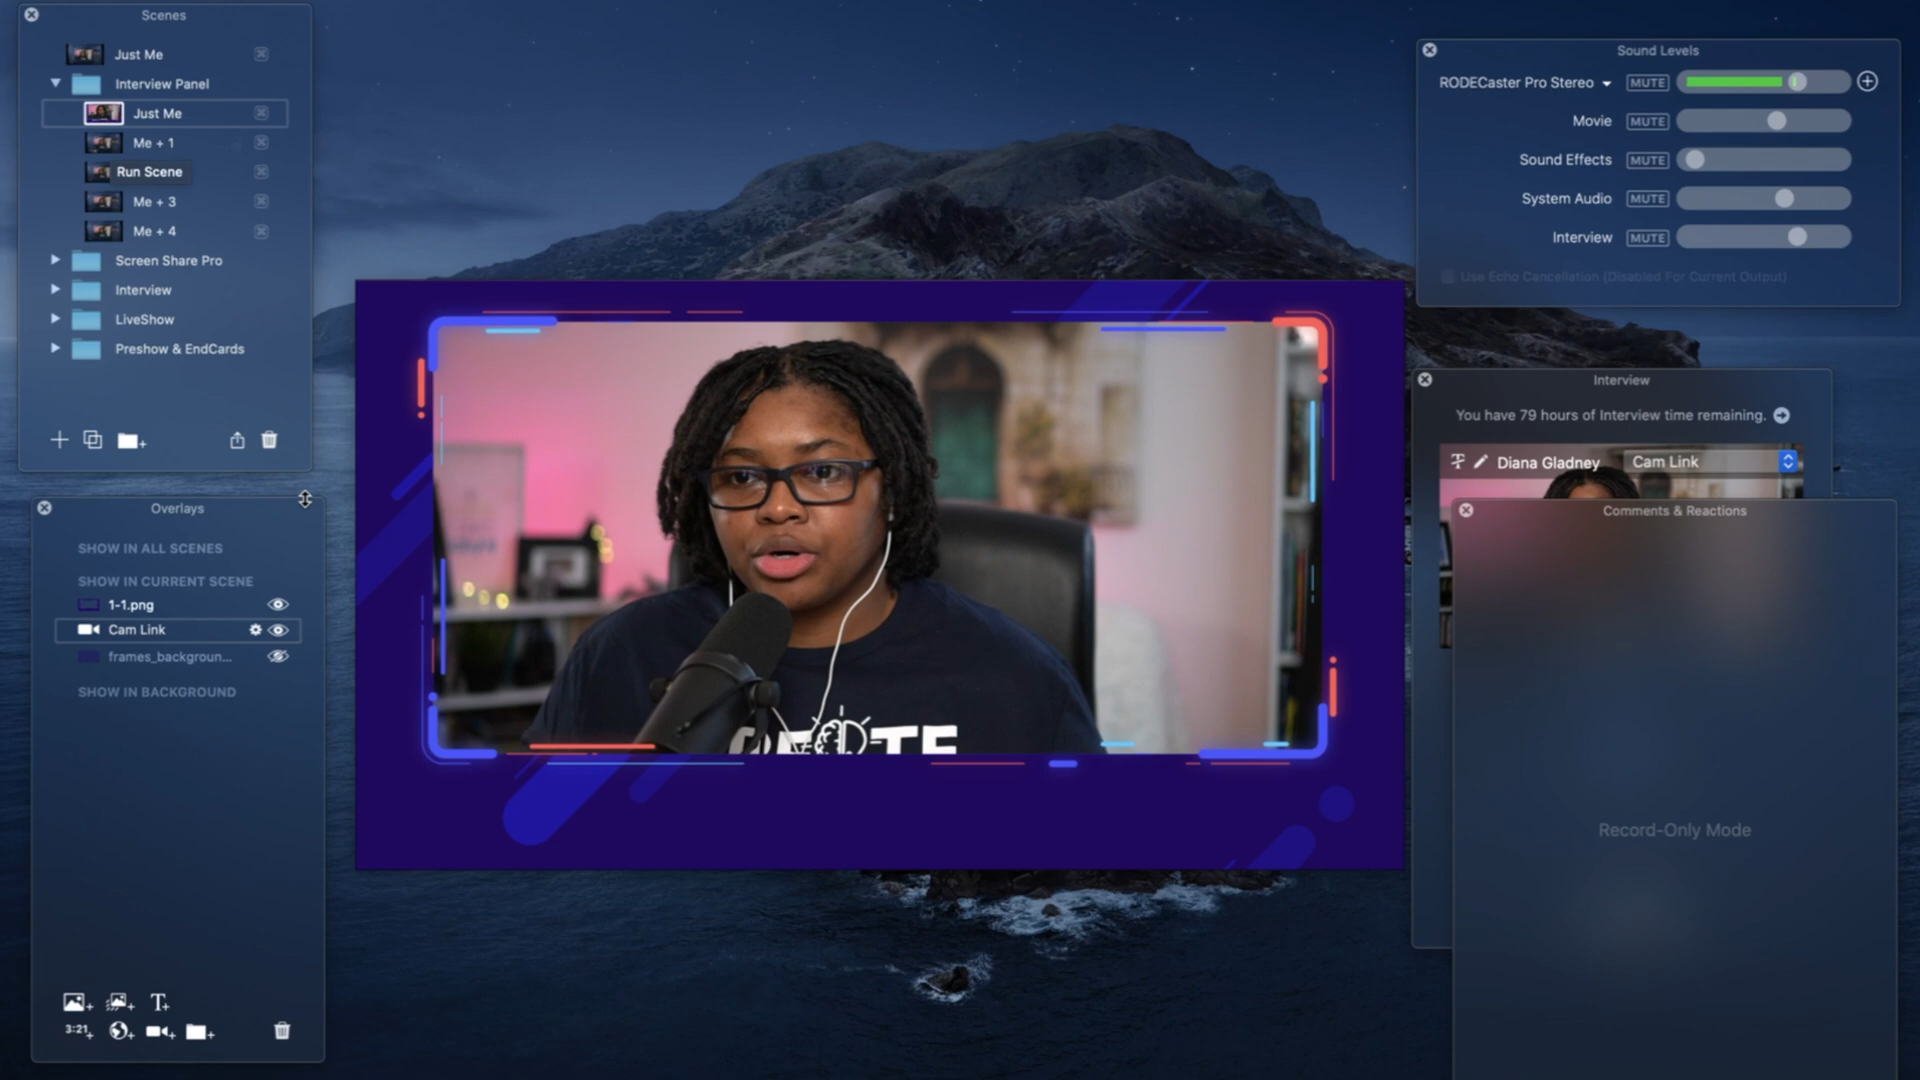 Scenes
Just Me
Interview Panel
Just Me
Me + 1
Run Scene
Me + 3
Me + 4
Screen Share Pro
Interview
LiveShow
Preshow & EndCards
Overlays
SHOW IN ALL SCENES
SHOW IN CURRENT SCENE
1-1.png
Cam Link
frames_backgroun...
SHOW IN BACKGROUND
3:21
Sound Levels
RODECaster Pro Stereo MUTE
Movie MUTE
Sound Effects MUTE
System Audio MUTE
Interview MUTE
Use Echo Cancellation (Disabled For Current Output)
Interview
You have 79 hours of Interview time remaining.
Diana Gladney Cam Link
Comments & Reactions
Record-Only Mode